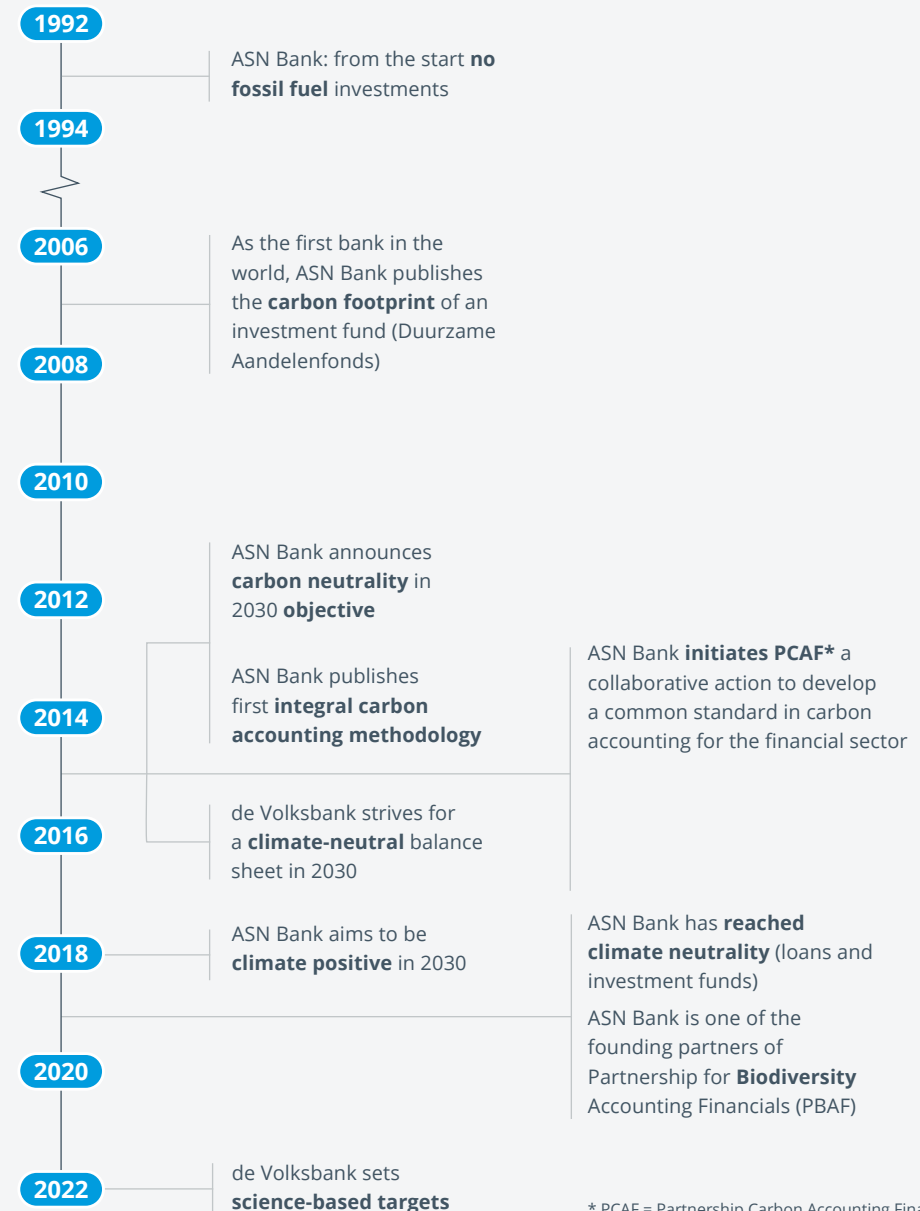 1992
ASN Bank: from the start no
fossil fuel investments
1994
2006
As the first bank in the
world, ASN Bank publishes
the carbon footprint of an
investment fund (Duurzame
Aandelenfonds)
2008
2010
ASN Bank announces
carbon neutrality in
2030 objective
2012
ASN Bank publishes
first integral carbon
accounting methodology
ASN Bank initiates PCAF* a
collaborative action to develop
a common standard in carbon
accounting for the financial sector
2014
de Volksbank strives for
a climate-neutral balance
sheet in 2030
2016
ASN Bank aims to be
climate positive in 2030
2018
ASN Bank has reached
climate neutrality (loans and
investment funds)
ASN Bank is one of the
founding partners of
Partnership for Biodiversity
Accounting Financials (PBAF)
2020
2022
de Volksbank sets
science-based targets
* PCAF = Partnership Carbon Accounting